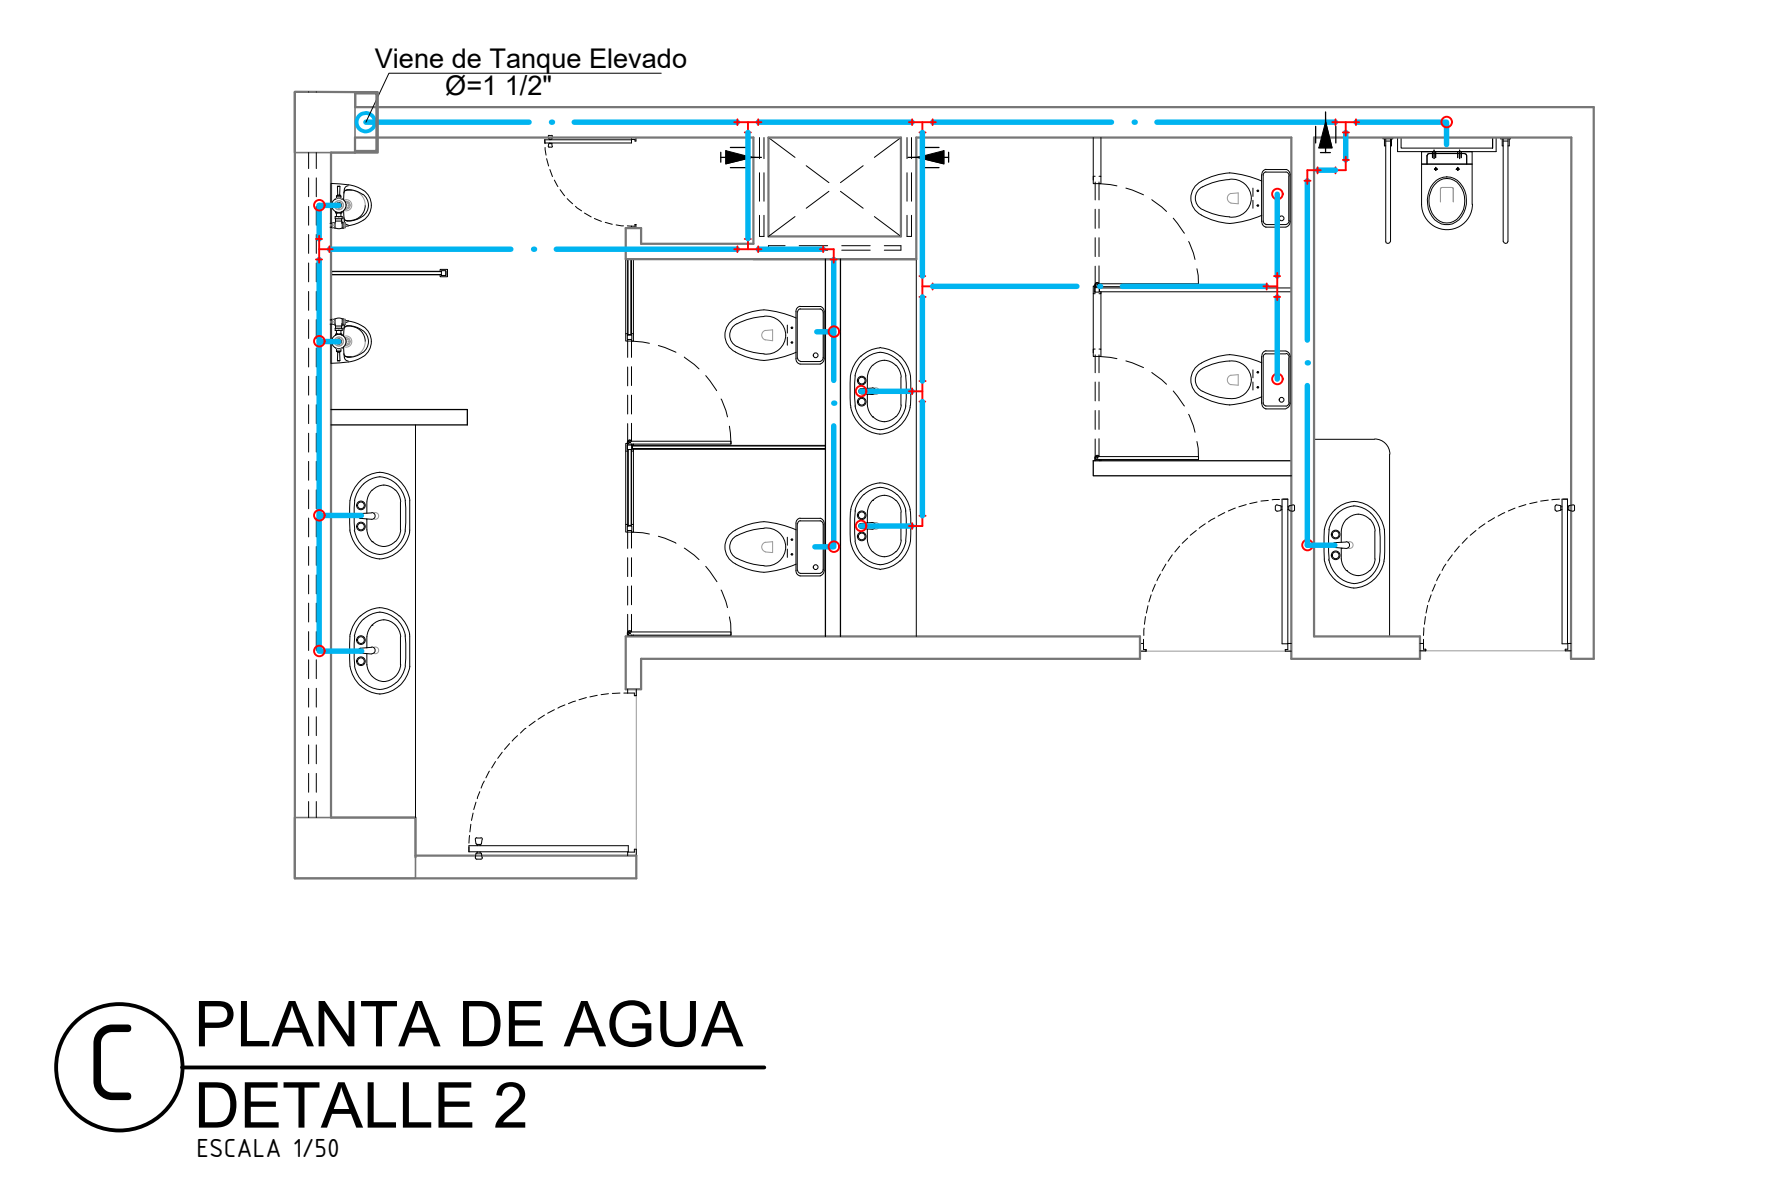 Viene de Tanque Elevado
Ø=1 1/2"
C
PLANTA DE AGUA
DETALLE 2
ESCALA 1/50